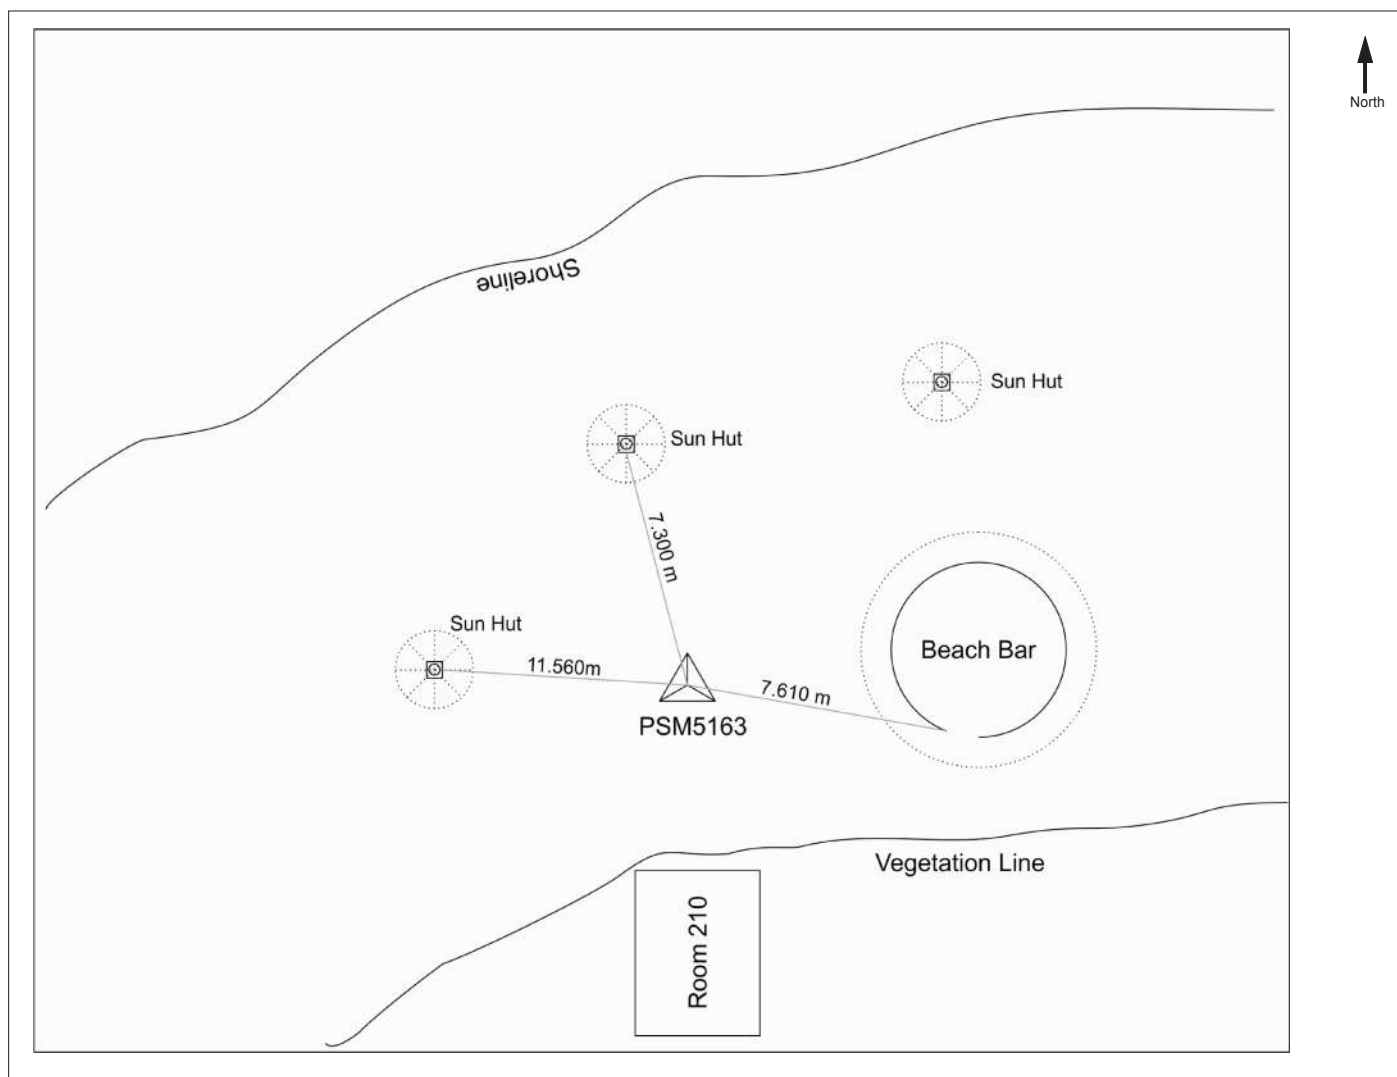 North
Shoreline
Sun Hut
Sun Hut
7.300 m
Sun Hut
11.560m
7.610 m
Beach Bar
PSM5163
Vegetation Line
Room 210